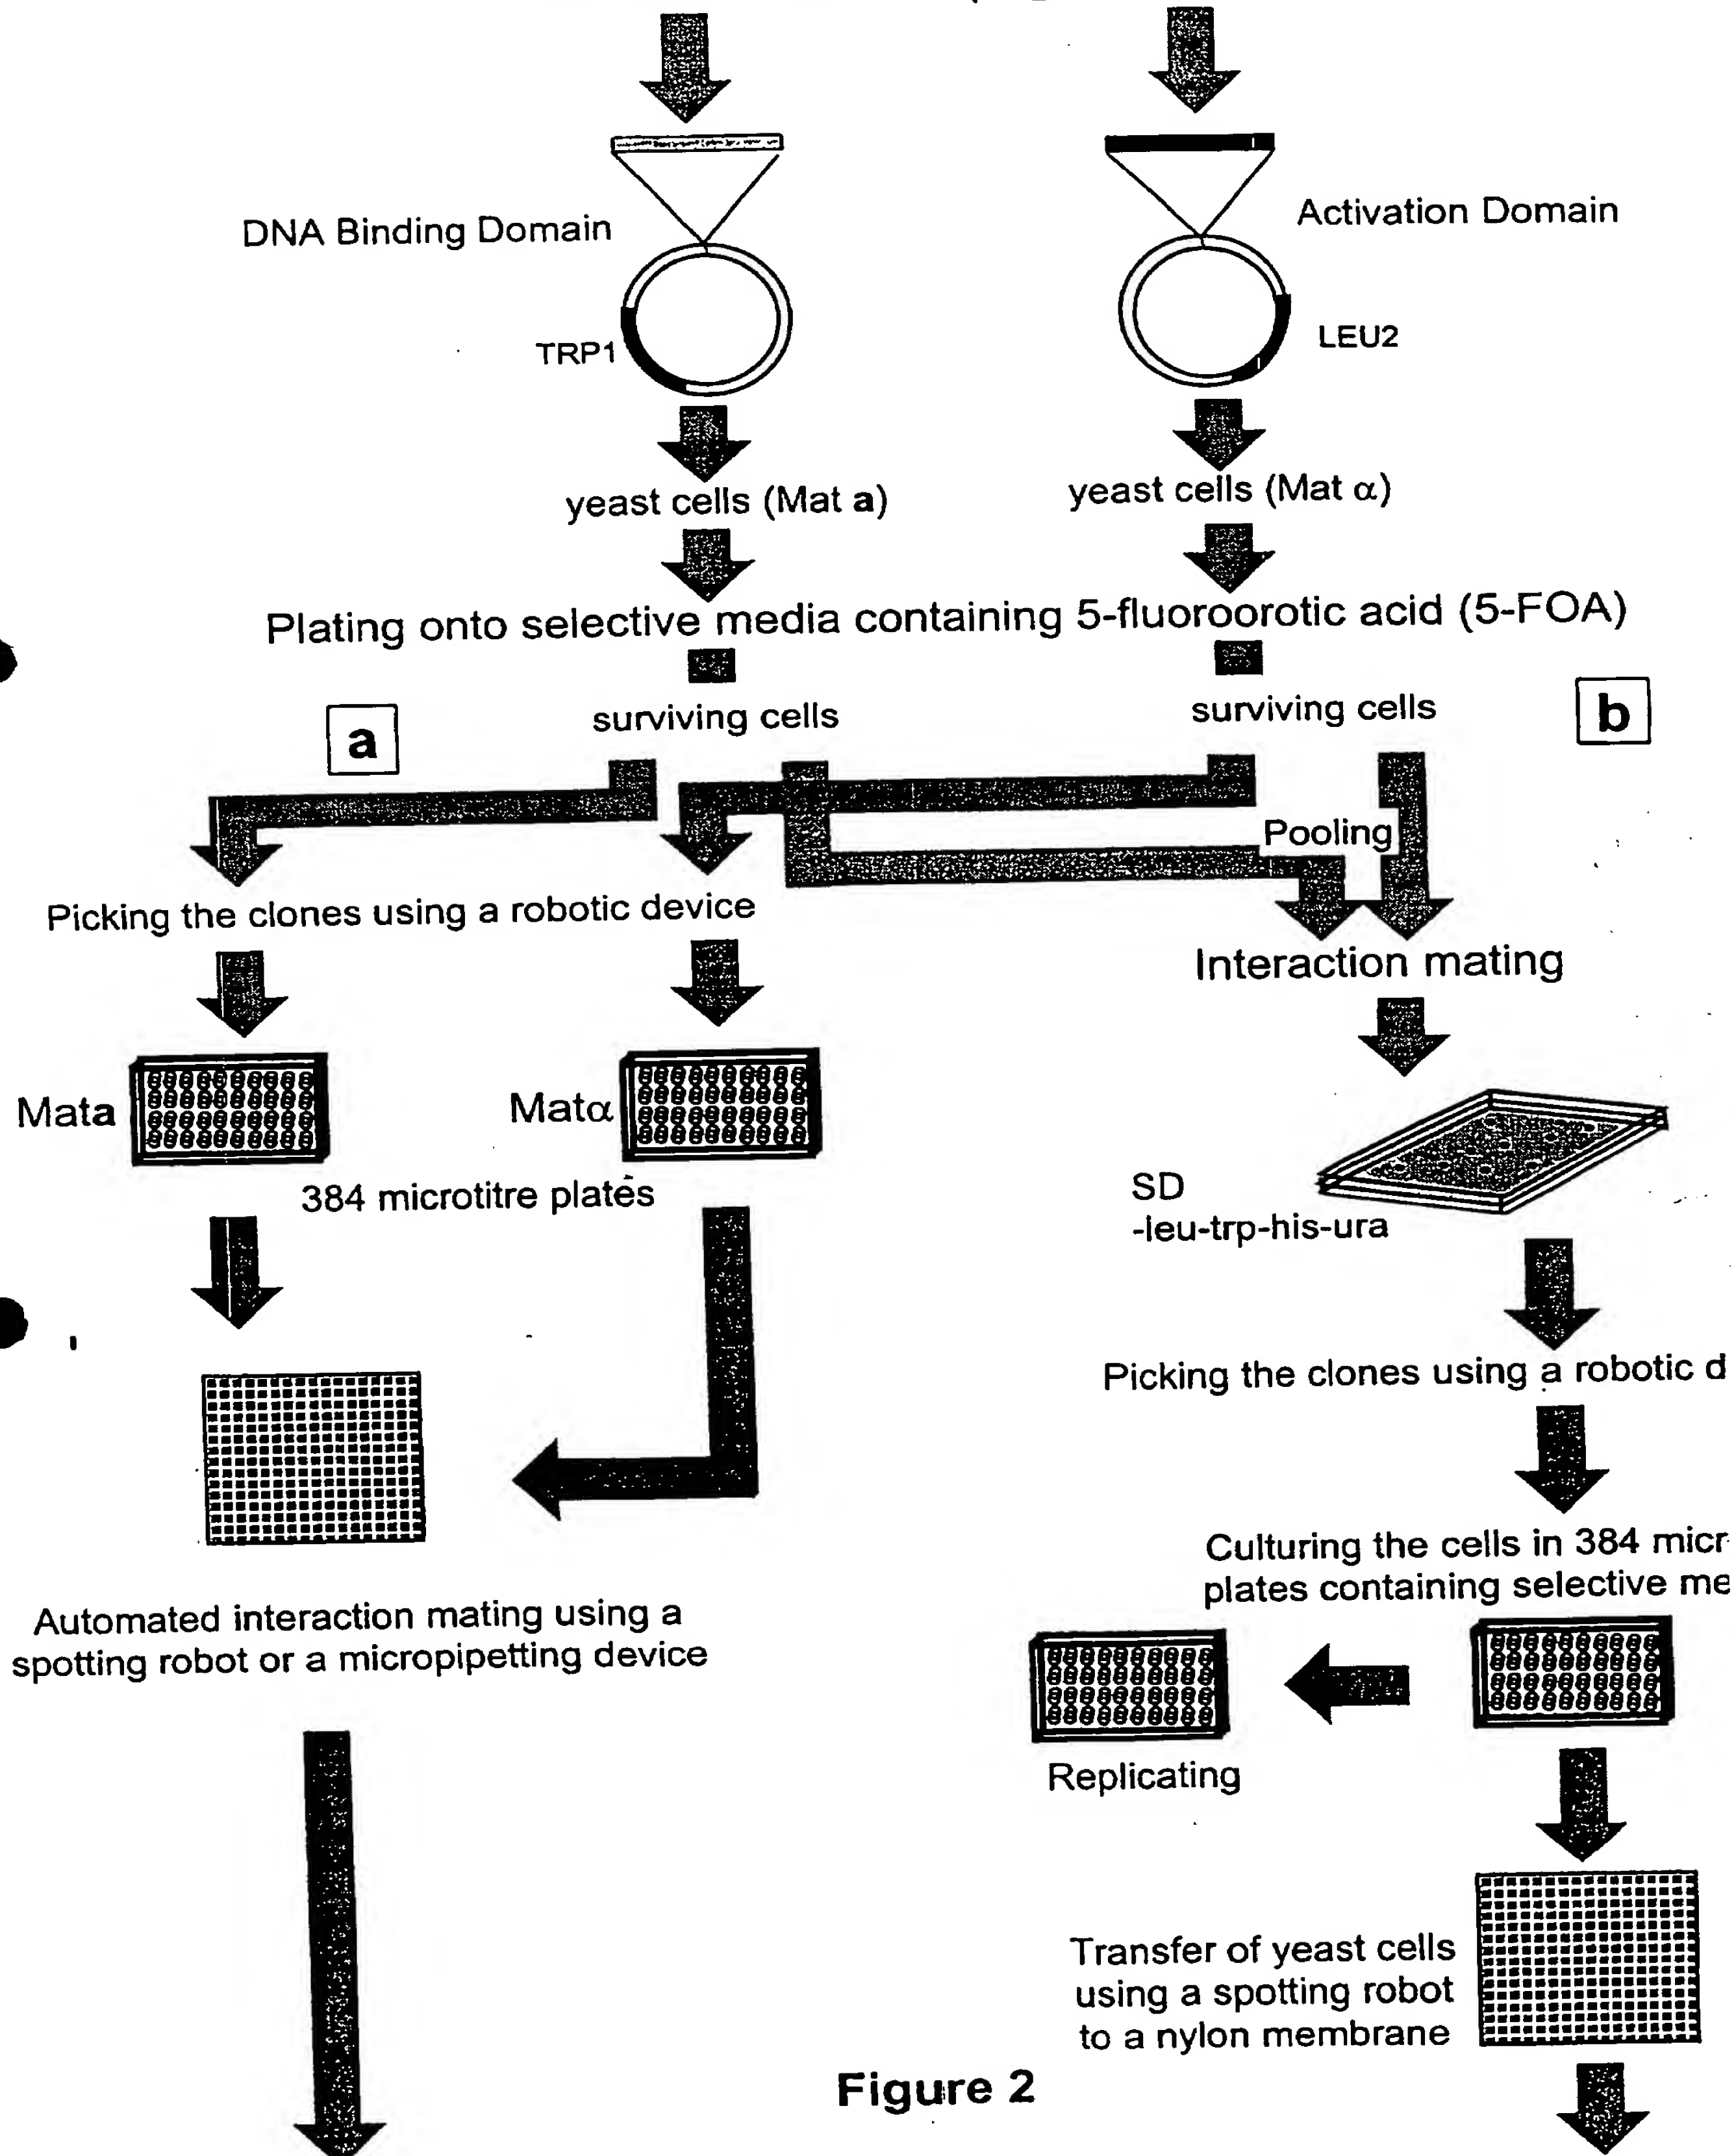 DNA Binding Domain
Activation Domain
TRP1
LEU2
yeast cells (Mat a)
yeast cells (Mat α)
Plating onto selective media containing 5-fluoroorotic acid (5-FOA)
surviving cells
surviving cells
a
b
Pooling
Picking the clones using a robotic device
Interaction mating
Mata
Matα
384 microtitre plates
SD
-leu-trp-his-ura
Picking the clones using a robotic d
Culturing the cells in 384 micr
plates containing selective me
Automated interaction mating using a
spotting robot or a micropipetting device
Replicating
Transfer of yeast cells
using a spotting robot
to a nylon membrane
Figure 2